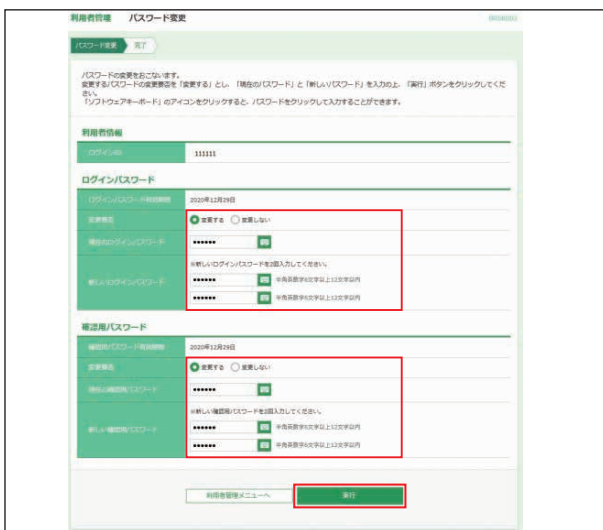 利用者管理 パスワード変更
パスワード変更 完了
パスワードの変更をおこないます。
変更するパスワードの変更要否を「変更する」とし、「現在のパスワード」と「新しいパスワード」を入力の上、「実行」ボタンをクリックしてくだ
さい。
「ソフトウェアキーボード」のアイコンをクリックすると、パスワードをクリックして入力することができます。
利用者情報
ログインID 111111
ログインパスワード
ログインパスワード有効期限 2020年12月29日
変更要否 変更する 変更しない
現在のログインパスワード ●●●●●●
※新しいログインパスワードを2回入力してください。
新しいログインパスワード ●●●●●● 半角英数字6文字以上12文字以内
●●●●●● 半角英数字6文字以上12文字以内
確認用パスワード
確認用パスワード有効期限 2020年12月29日
変更要否 変更する 変更しない
現在の確認用パスワード ●●●●●●
※新しい確認用パスワードを2回入力してください。
新しい確認用パスワード ●●●●●● 半角英数字6文字以上12文字以内
●●●●●● 半角英数字6文字以上12文字以内
利用者管理メニューへ 実行